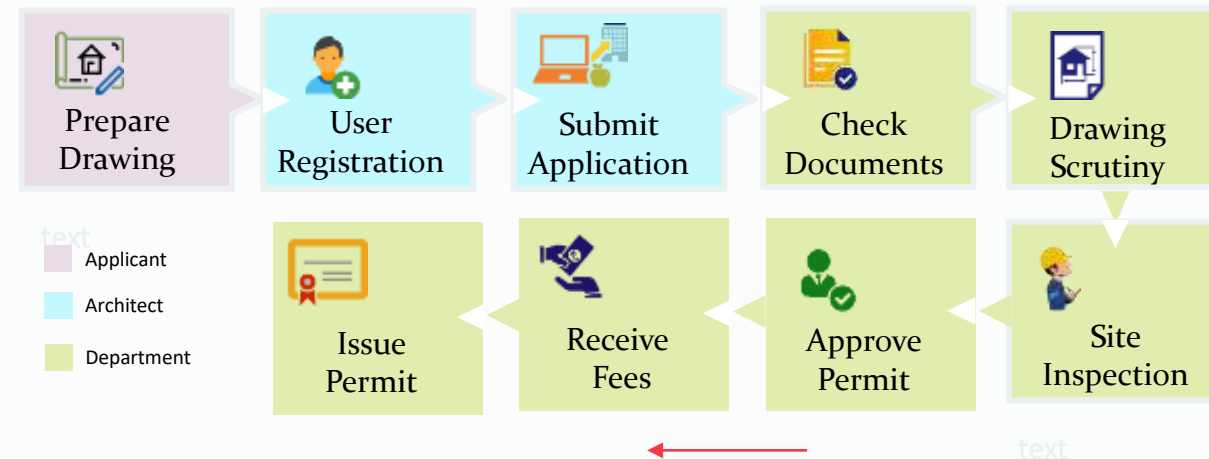 Prepare
Drawing
User
Registration
Submit
Application
Check
Documents
Drawing
Scrutiny
text
Applicant
Architect
Department
Issue
Permit
Receive
Fees
Approve
Permit
Site
Inspection
text